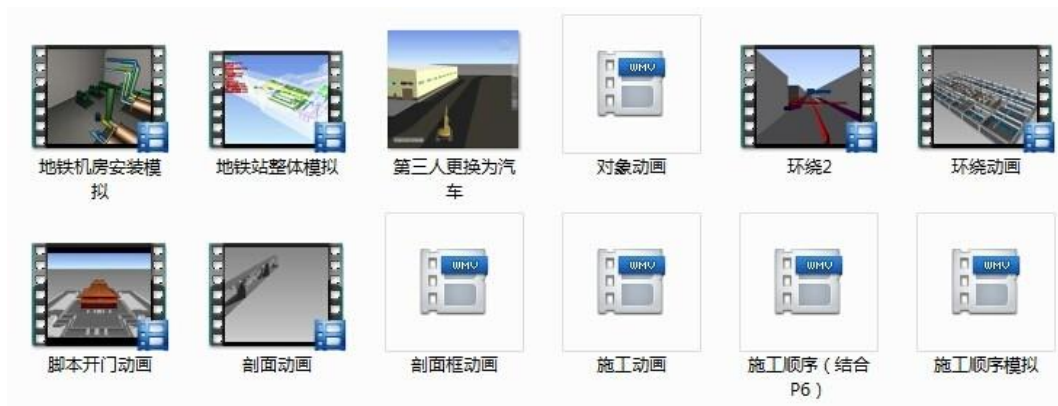 WMV
地铁机房安装模
拟
地铁站整体模拟
第三人更换为汽
车
对象动画
环绕2
环绕动画
WMV
WMV
WMV
WMV
脚本开门动画
剖面动画
剖面框动画
施工动画
施工顺序（结合
P6）
施工顺序模拟